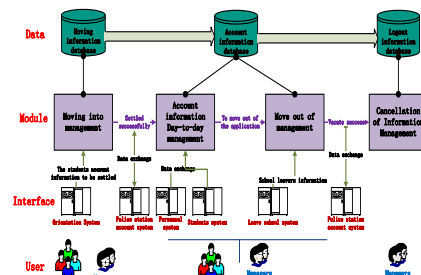 Data
Moving
information
database
Account
information
database
Logout
information
database
Module
Moving into
management
Settled
successfully
Account
information
Day-to-day
management
To move out of
the application
Move out of
management
Vacate success
Cancellation
of Information
Management
Data exchange
Data exchange
Data exchange
The students account
information to be settled
School leavers information
Interface
Orientation System
Police station
account system
Personnel
system
Students system
Leave school system
Police station
account system
User
Managers
Managers